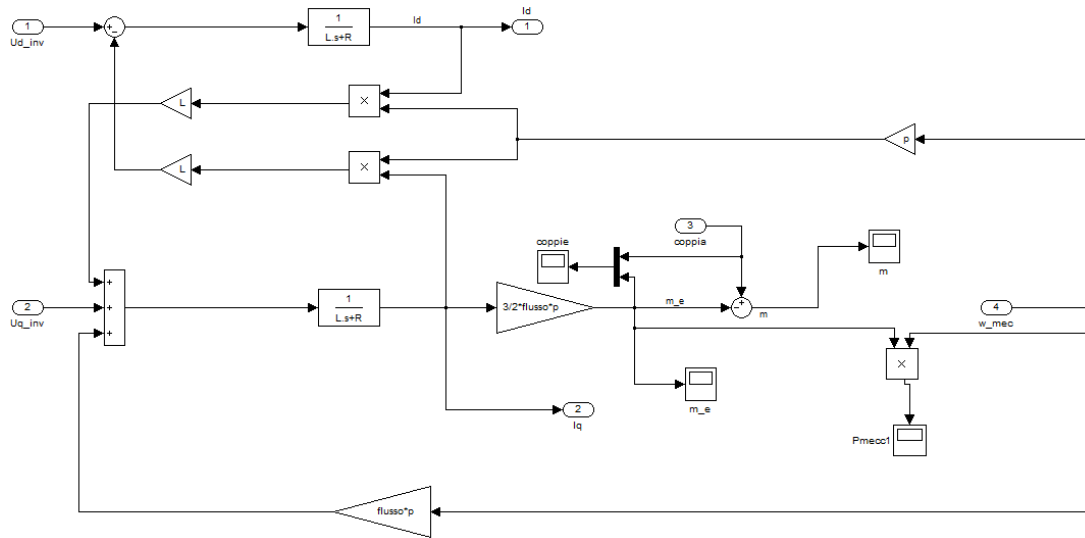 1
Ud_inv
+
−
1
L.s+R
Id
Id
1
L
×
p
L
×
3
coppia
coppie
m
+
+
+
2
Uq_inv
1
L.s+R
3/2*flusso*p
m_e
−
+
m
4
w_mec
×
m_e
2
Iq
Pmecc1
flusso*p